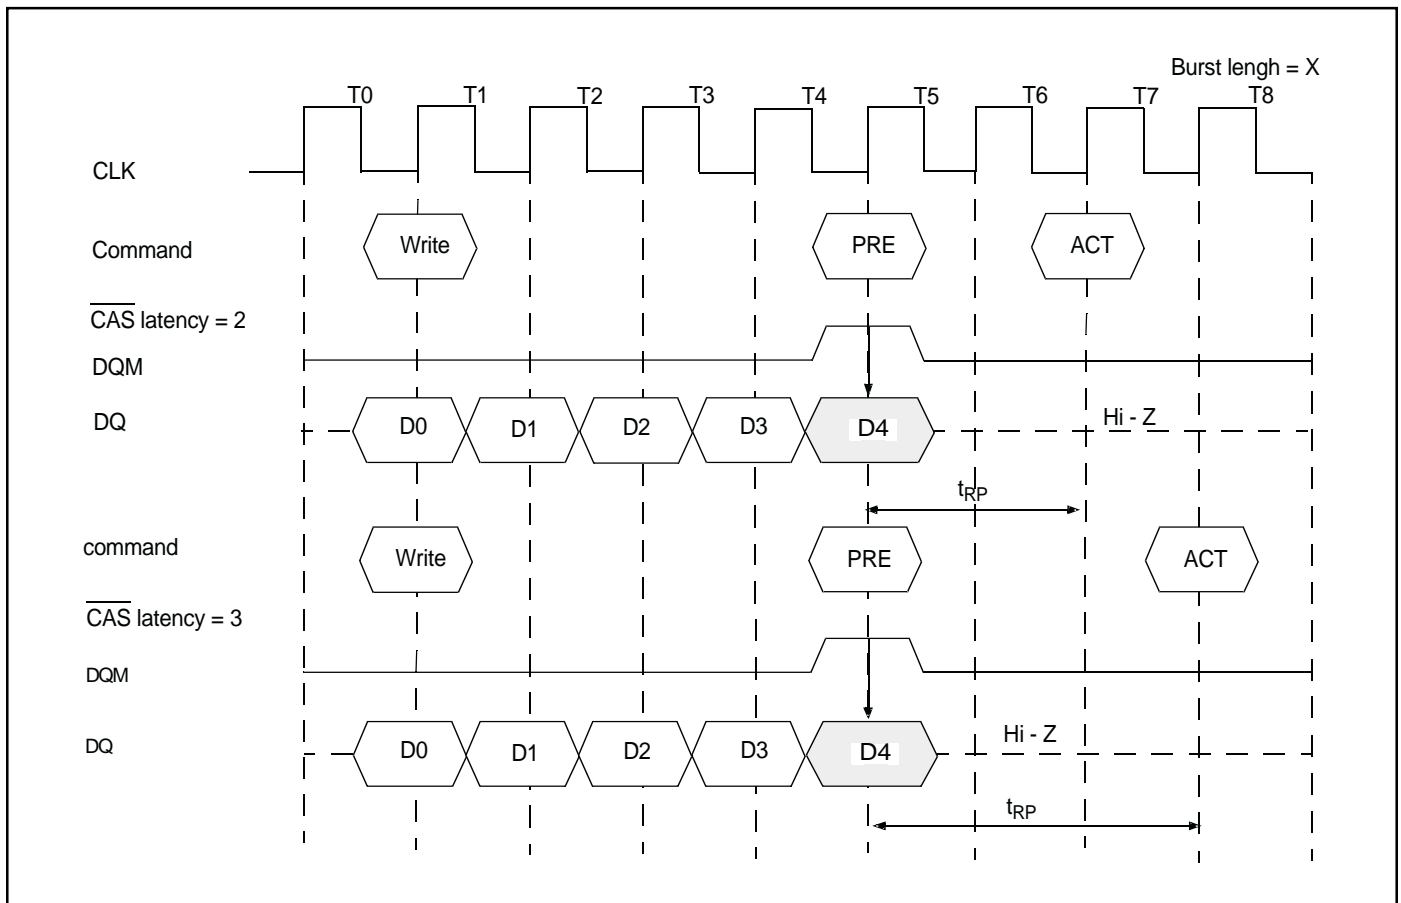 Burst lengh = X
T0 T1 T2 T3 T4 T5 T6 T7 T8
CLK
Command Write PRE ACT
CAS latency = 2
DQM
DQ D0 D1 D2 D3 D4 Hi - Z
tRP
command Write PRE ACT
CAS latency = 3
DQM
DQ D0 D1 D2 D3 D4 Hi - Z
tRP